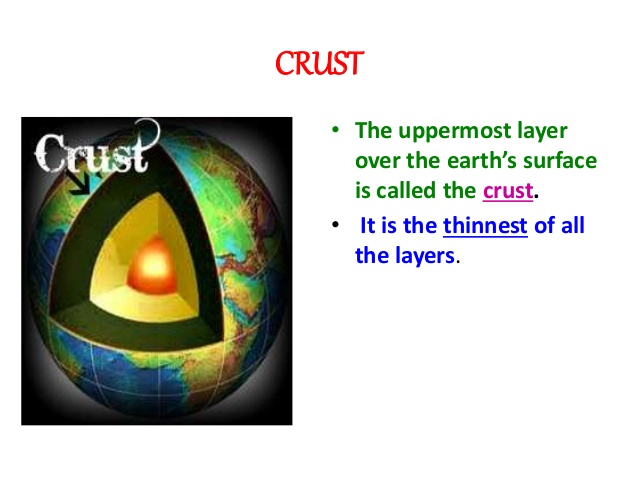 CRUST
Crust
• The uppermost layer
over the earth’s surface
is called the crust.
• It is the thinnest of all
the layers.